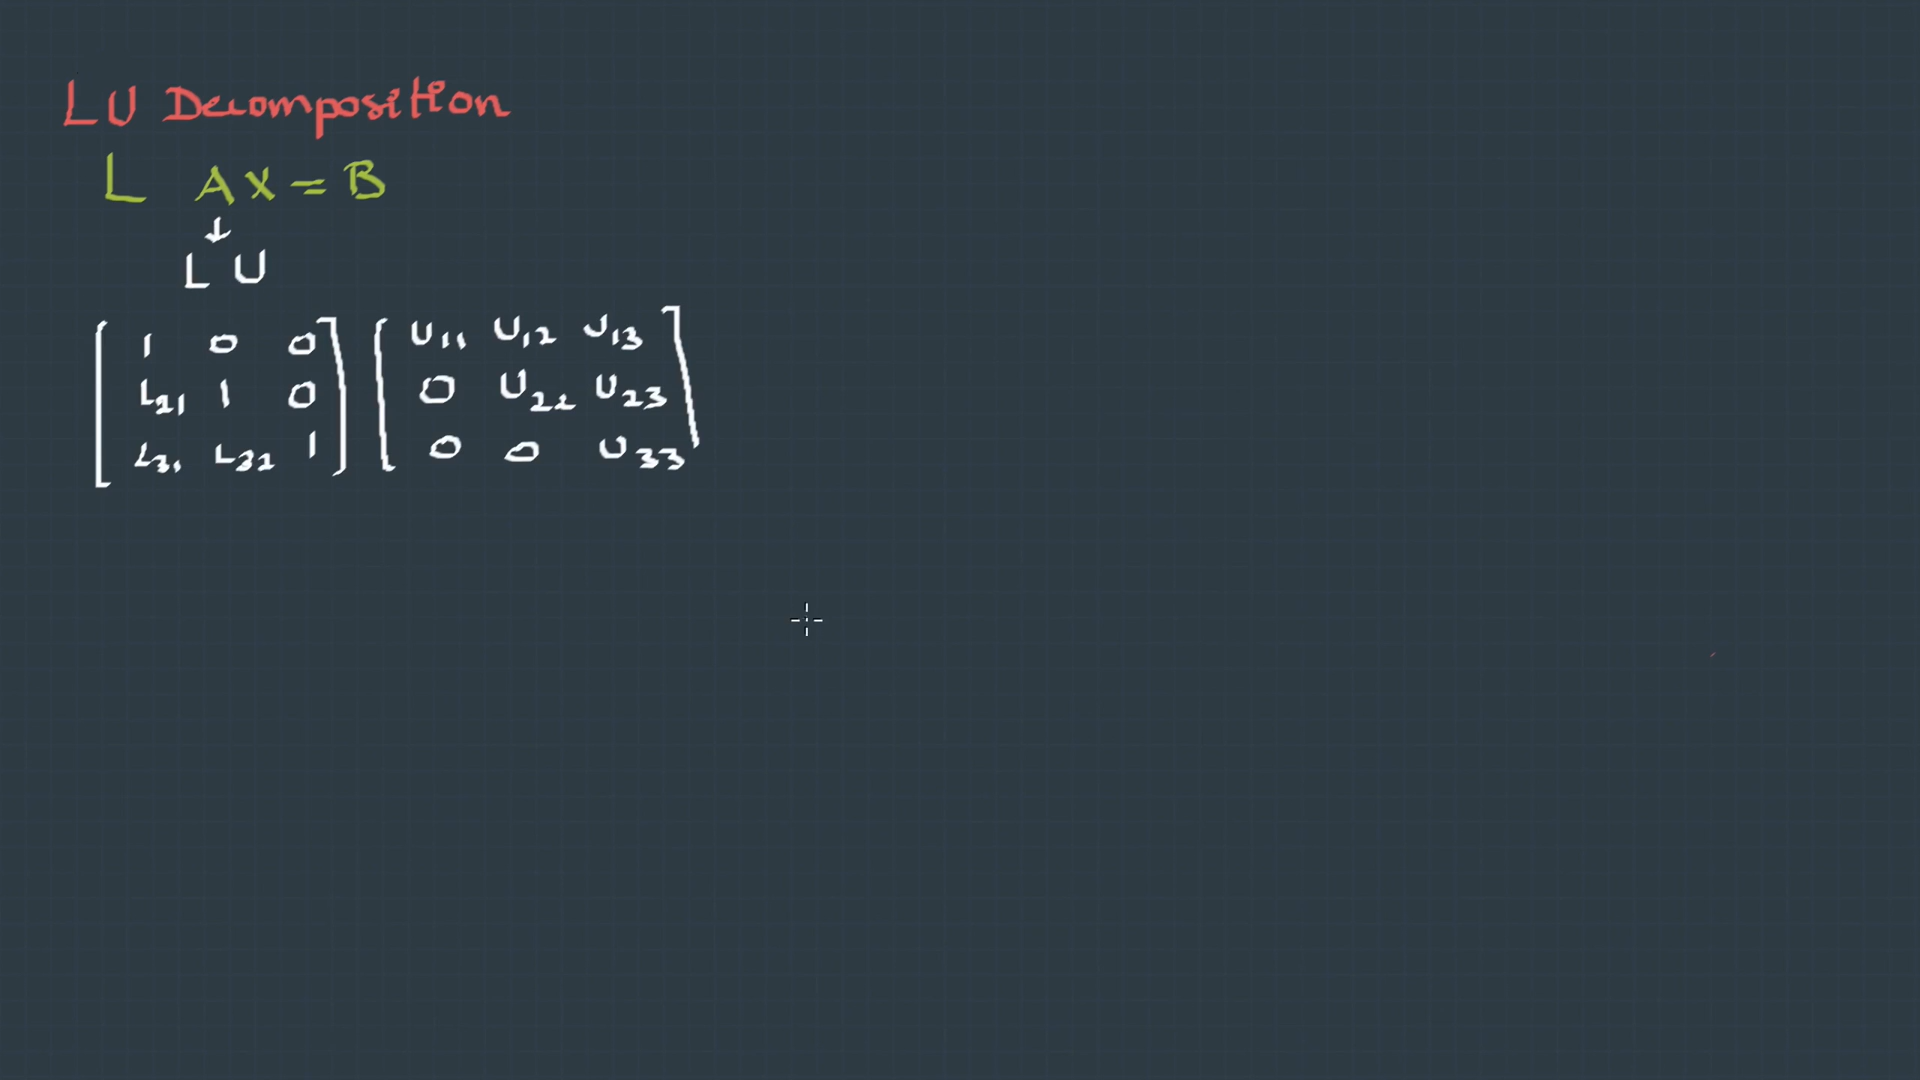 LU Decomposition
L AX = B
↓
L U
[ 1 0 0 ] [ U11 U12 U13 ]
[ L21 1 0 ] [ 0 U22 U23 ]
[ L31 L32 1 ] [ 0 0 U33 ]